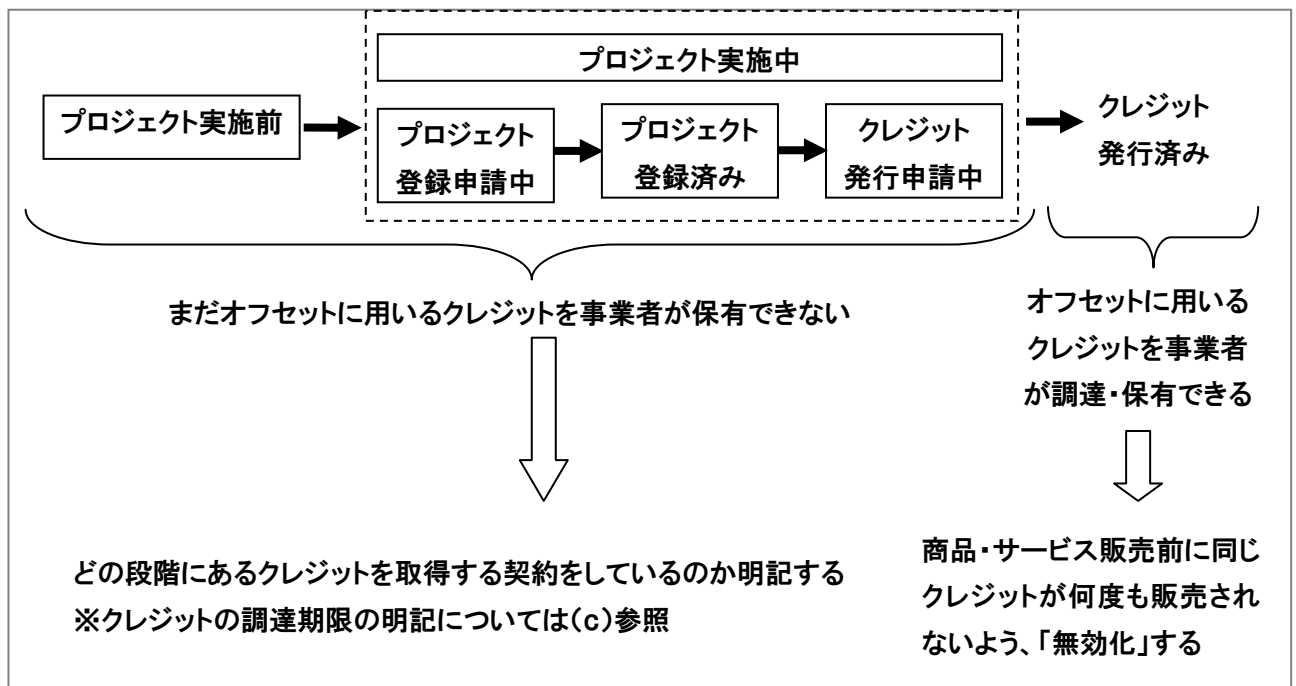 プロジェクト実施中
プロジェクト実施前
プロジェクト
登録申請中
プロジェクト
登録済み
クレジット
発行申請中
クレジット
発行済み
まだオフセットに用いるクレジットを事業者が保有できない
オフセットに用いる
クレジットを事業者
が調達・保有できる
どの段階にあるクレジットを取得する契約をしているのか明記する
※クレジットの調達期限の明記については(c)参照
商品・サービス販売前に同じ
クレジットが何度も販売され
ないよう、「無効化」する